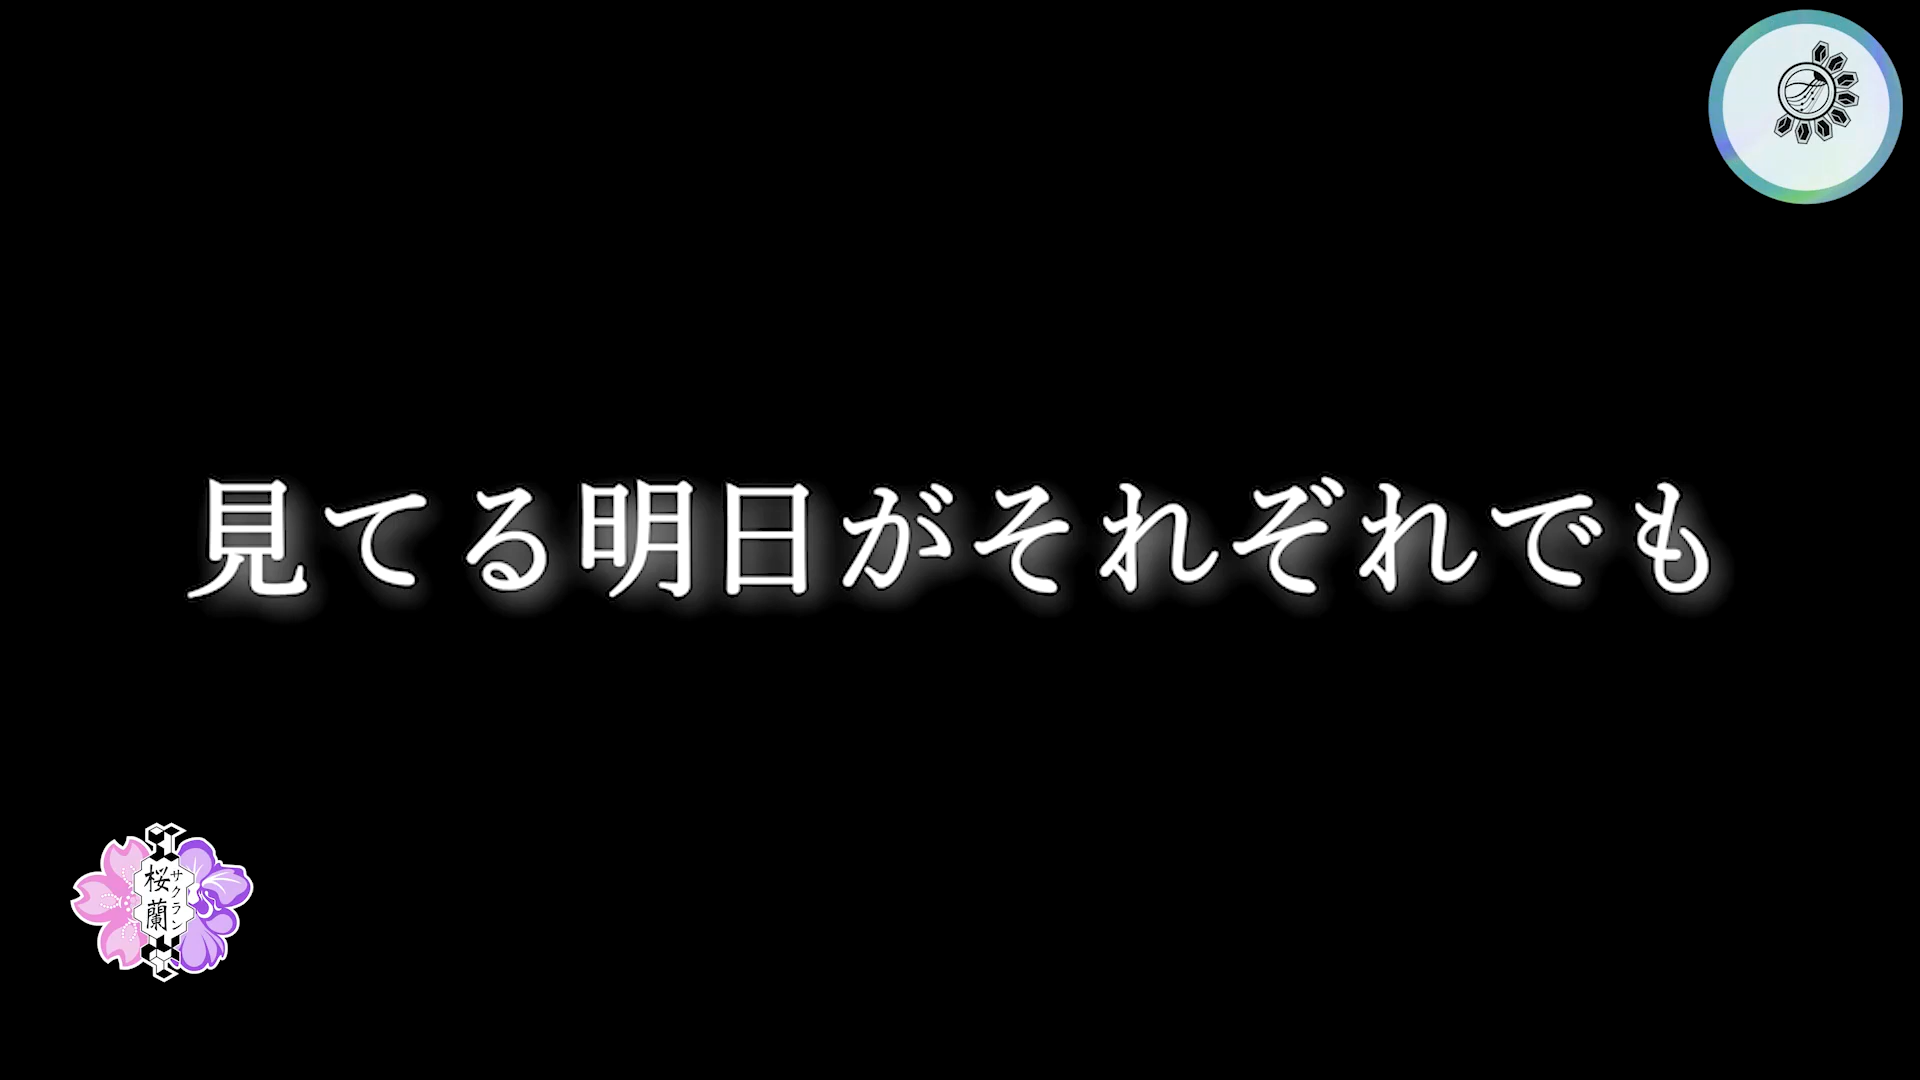 見てる明日がそれぞれでも
桜蘭
サクラン